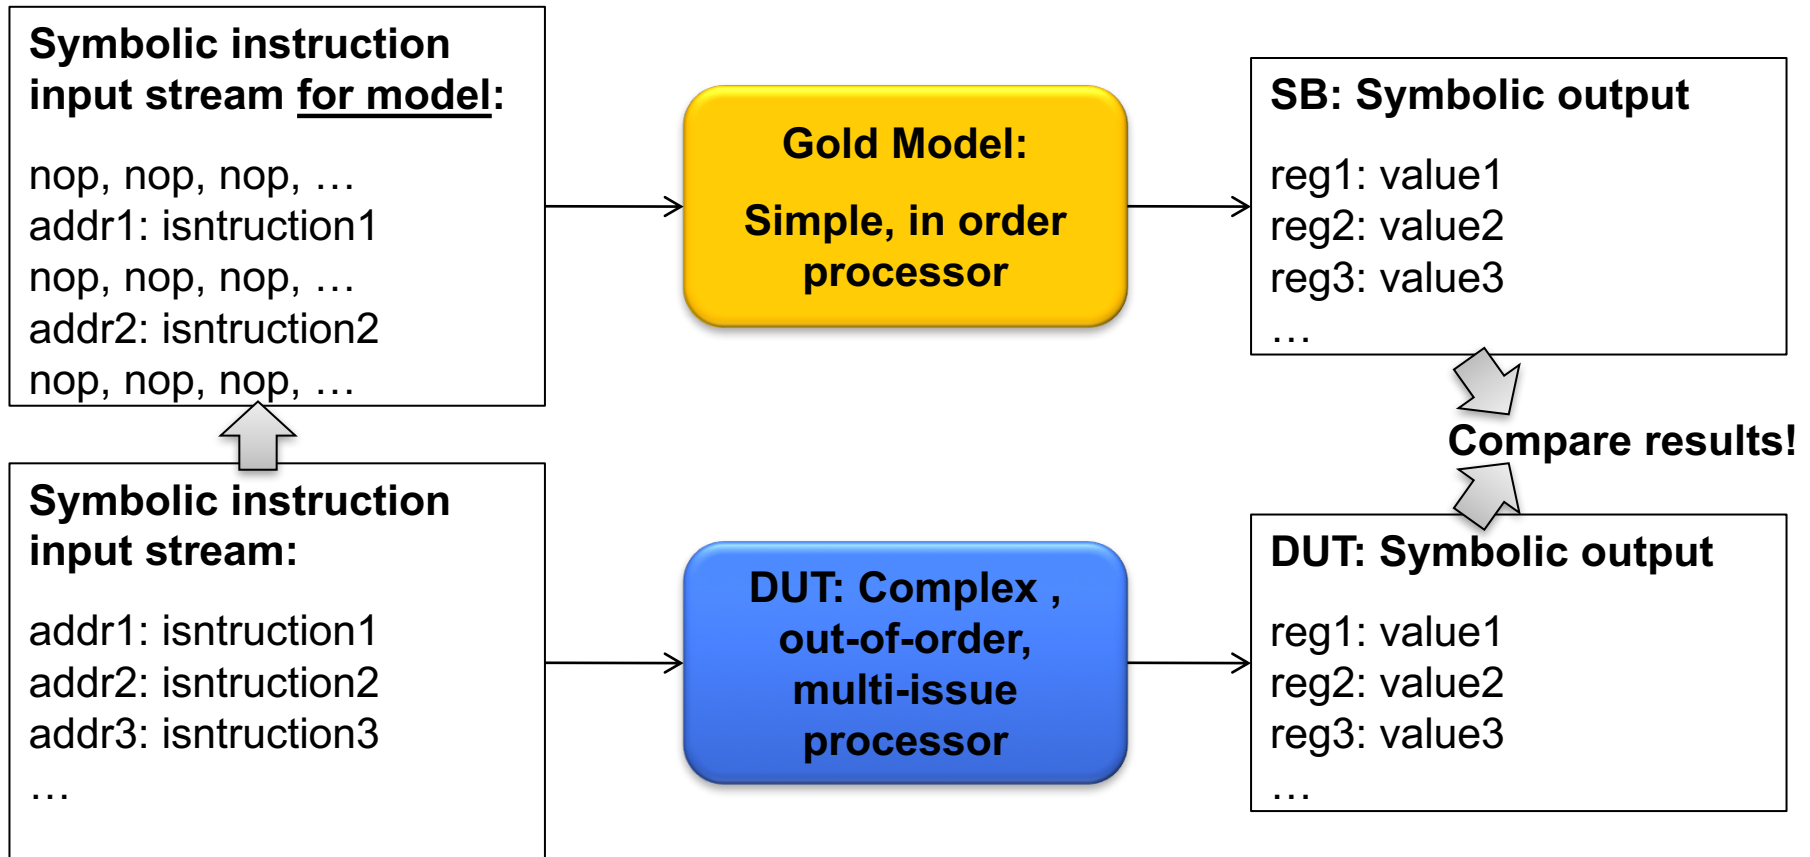 Symbolic instruction
input stream for model:
nop, nop, nop, …
addr1: isntruction1
nop, nop, nop, …
addr2: isntruction2
nop, nop, nop, …
Gold Model:
Simple, in order
processor
SB: Symbolic output
reg1: value1
reg2: value2
reg3: value3
…
Compare results!
Symbolic instruction
input stream:
addr1: isntruction1
addr2: isntruction2
addr3: isntruction3
…
DUT: Complex ,
out-of-order,
multi-issue
processor
DUT: Symbolic output
reg1: value1
reg2: value2
reg3: value3
…